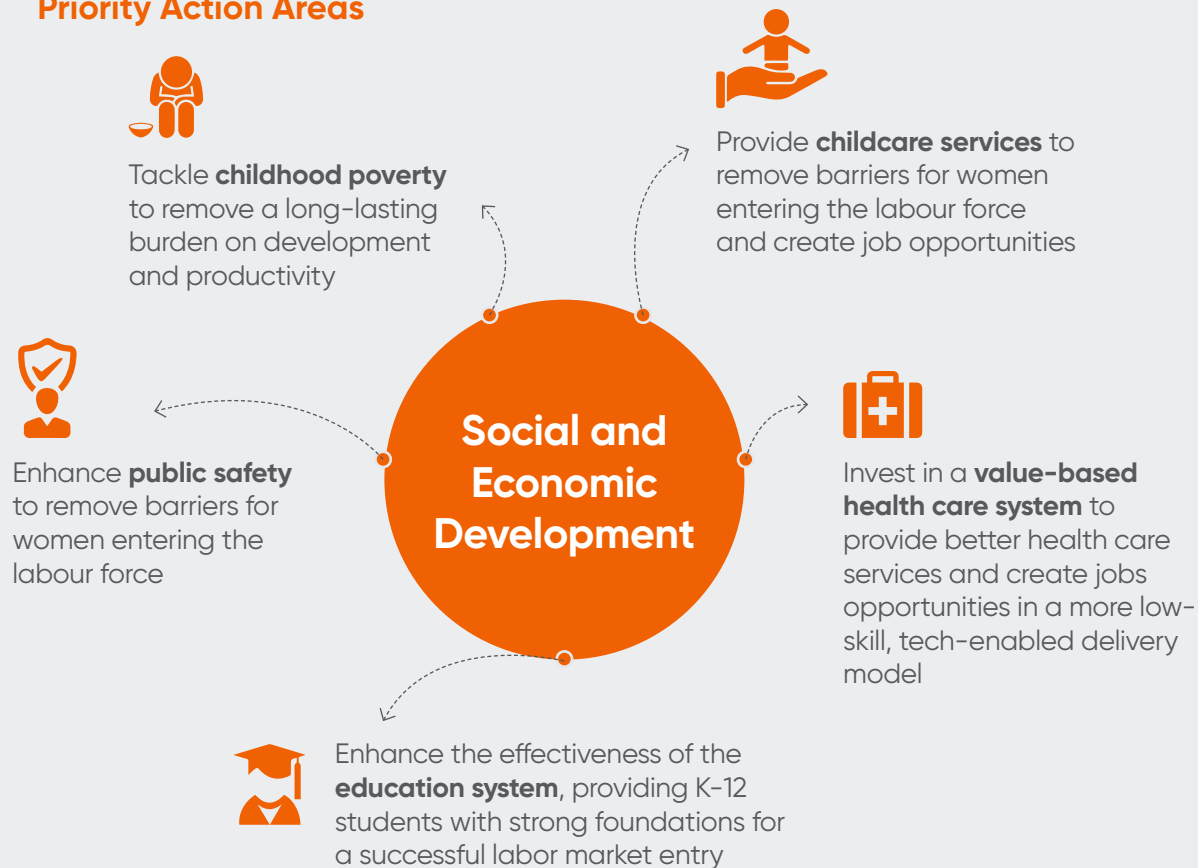 Priority Action Areas
Tackle childhood poverty
to remove a long-lasting
burden on development
and productivity
Provide childcare services to
remove barriers for women
entering the labour force
and create job opportunities
Enhance public safety
to remove barriers for
women entering the
labour force
Social and
Economic
Development
Invest in a value-based
health care system to
provide better health care
services and create jobs
opportunities in a more low-
skill, tech-enabled delivery
model
Enhance the effectiveness of the
education system, providing K-12
students with strong foundations for
a successful labor market entry